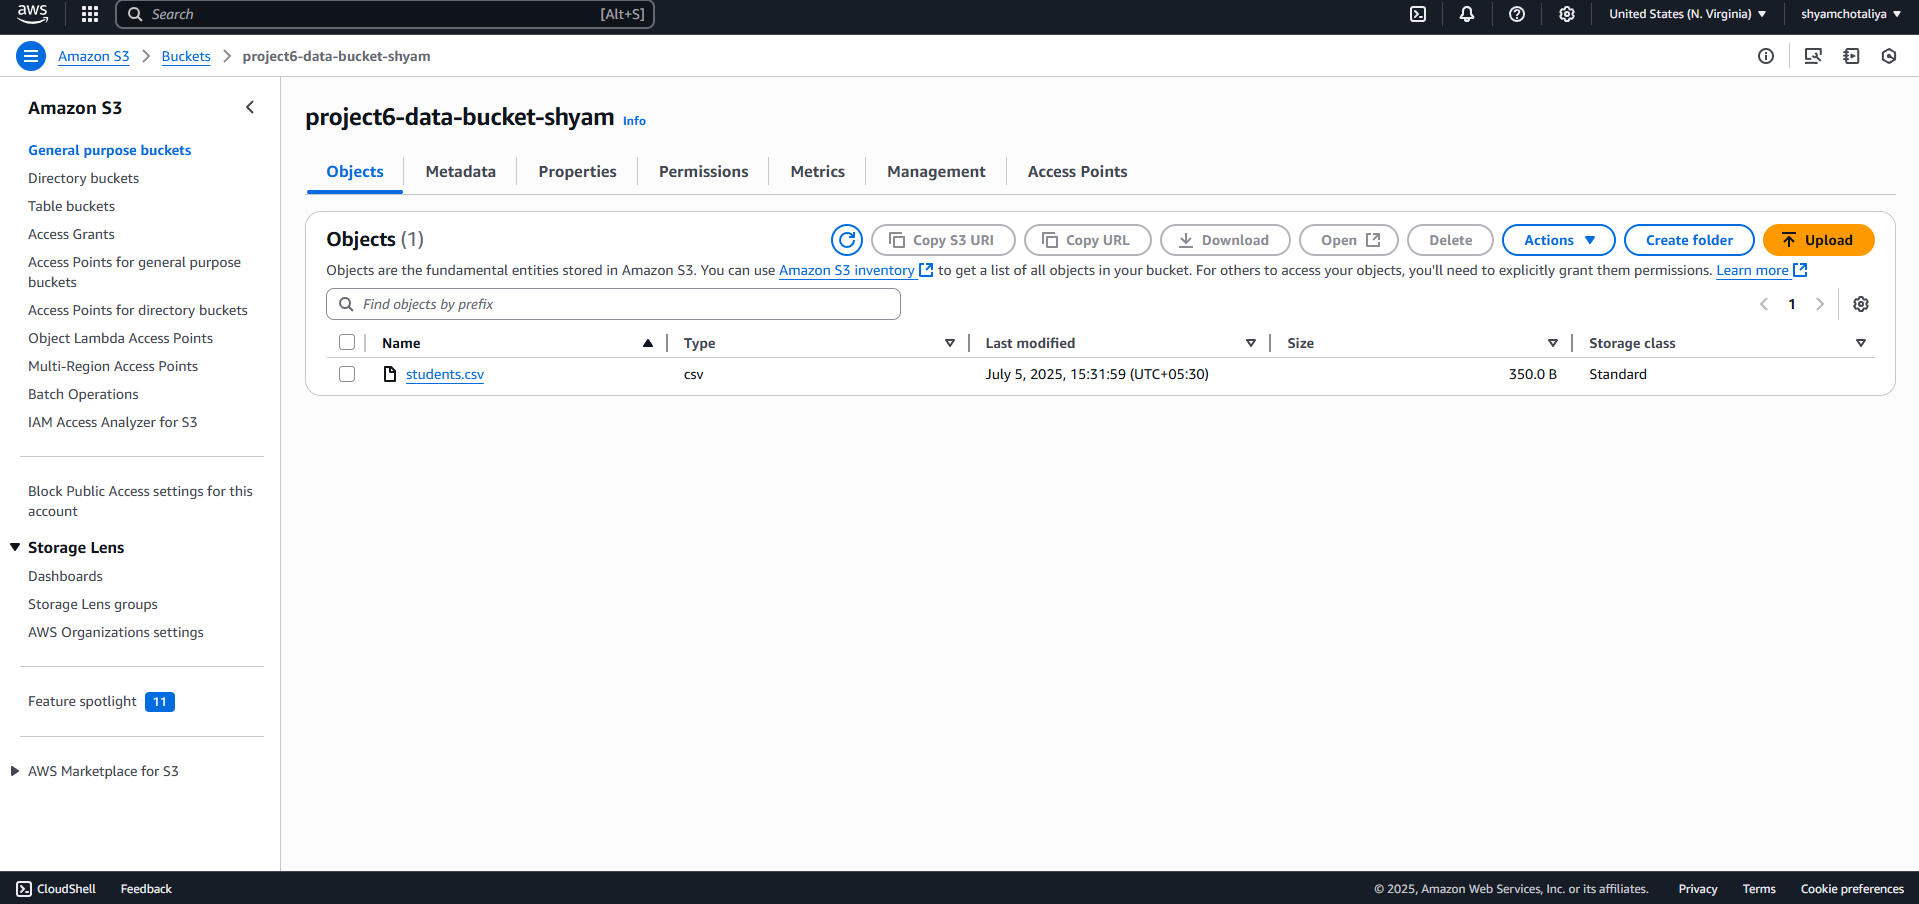 aws
Search [Alt+S]
United States (N. Virginia)
shyamchotaliya
Amazon S3
Buckets
project6-data-bucket-shyam
Amazon S3
General purpose buckets
Directory buckets
Table buckets
Access Grants
Access Points for general purpose
buckets
Access Points for directory buckets
Object Lambda Access Points
Multi-Region Access Points
Batch Operations
IAM Access Analyzer for S3
Block Public Access settings for this
account
Storage Lens
Dashboards
Storage Lens groups
AWS Organizations settings
Feature spotlight 11
AWS Marketplace for S3
project6-data-bucket-shyam Info
Objects Metadata Properties Permissions Metrics Management Access Points
Objects (1)
Copy S3 URI Copy URL Download Open Delete Actions Create folder Upload
Objects are the fundamental entities stored in Amazon S3. You can use Amazon S3 inventory to get a list of all objects in your bucket. For others to access your objects, you'll need to explicitly grant them permissions. Learn more
Find objects by prefix
1
Name Type Last modified Size Storage class
students.csv csv July 5, 2025, 15:31:59 (UTC+05:30) 350.0 B Standard
CloudShell Feedback © 2025, Amazon Web Services, Inc. or its affiliates. Privacy Terms Cookie preferences